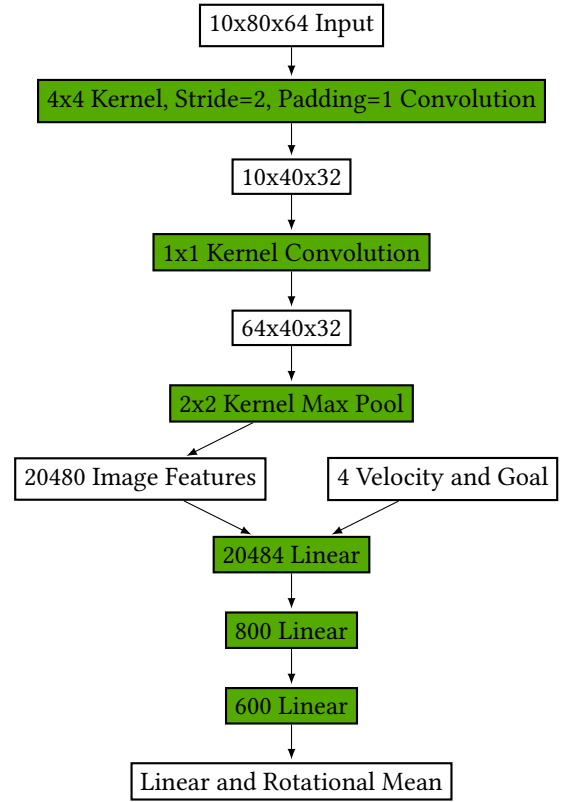 10x80x64 Input
4x4 Kernel, Stride=2, Padding=1 Convolution
10x40x32
1x1 Kernel Convolution
64x40x32
2x2 Kernel Max Pool
20480 Image Features
4 Velocity and Goal
20484 Linear
800 Linear
600 Linear
Linear and Rotational Mean